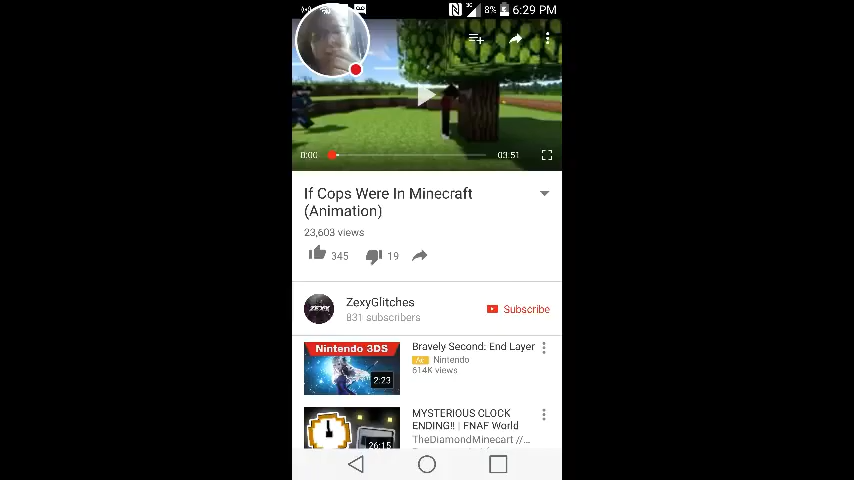 3G 8% 6:29 PM
0:00 03:51
If Cops Were In Minecraft
(Animation)
23,603 views
345 19
ZexyGlitches
831 subscribers
Subscribe
Nintendo 3DS
2:23
Bravely Second: End Layer
Ad Nintendo
614K views
26:15
MYSTERIOUS CLOCK
ENDING!! | FNAF World
TheDiamondMinecart //...